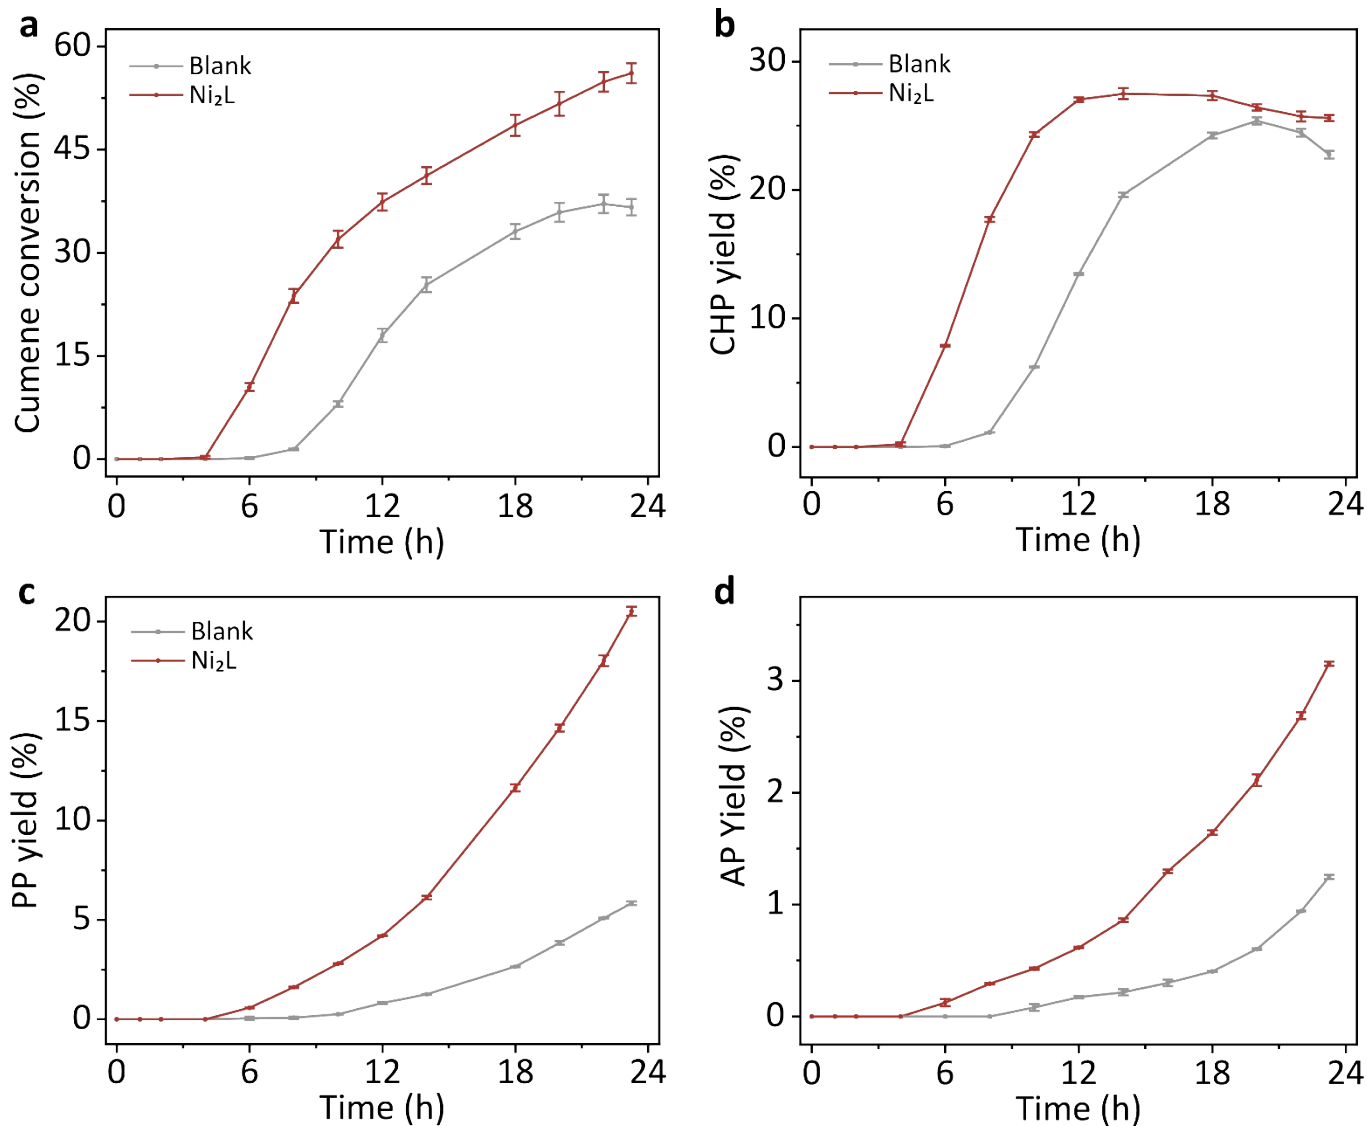 a
Cumene conversion (%)
60
45
30
15
0
Blank
Ni₂L
0 6 12 18 24
Time (h)
b
CHP yield (%)
30
20
10
0
Blank
Ni₂L
0 6 12 18 24
Time (h)
c
PP yield (%)
20
15
10
5
0
Blank
Ni₂L
0 6 12 18 24
Time (h)
d
AP Yield (%)
3
2
1
0
0 6 12 18 24
Time (h)